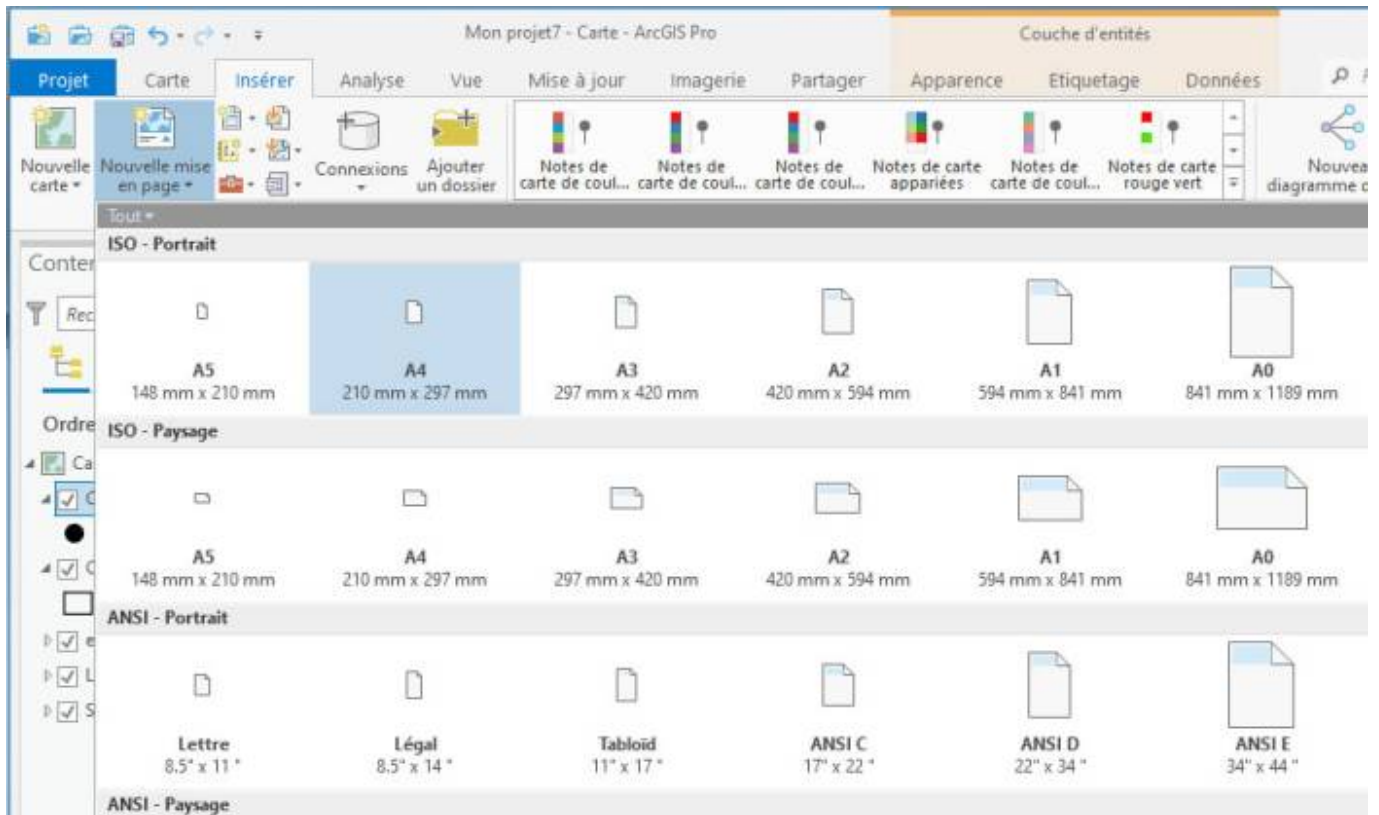 Mon projet7 - Carte - ArcGIS Pro
Couche d'entités
Projet Carte Insérer Analyse Vue Mise à jour Imagerie Partager Apparence Etiquetage Données
Nouvelle carte
Nouvelle mise en page
Connexions
Ajouter un dossier
Notes de carte de coul...
Notes de carte de coul...
Notes de carte de coul...
Notes de carte appariées
Notes de carte de coul...
Notes de carte rouge vert
Nouvea
diagramme d
Tout
Conter
Rec
Ordre
Ca
C
C
e
L
S
ISO - Portrait
A5 A4 A3 A2 A1 A0
148 mm x 210 mm 210 mm x 297 mm 297 mm x 420 mm 420 mm x 594 mm 594 mm x 841 mm 841 mm x 1189 mm
ISO - Paysage
A5 A4 A3 A2 A1 A0
148 mm x 210 mm 210 mm x 297 mm 297 mm x 420 mm 420 mm x 594 mm 594 mm x 841 mm 841 mm x 1189 mm
ANSI - Portrait
Lettre Légal Tabloïd ANSI C ANSI D ANSI E
8.5" x 11 " 8.5" x 14 " 11" x 17 " 17" x 22 " 22" x 34 " 34" x 44 "
ANSI - Paysage